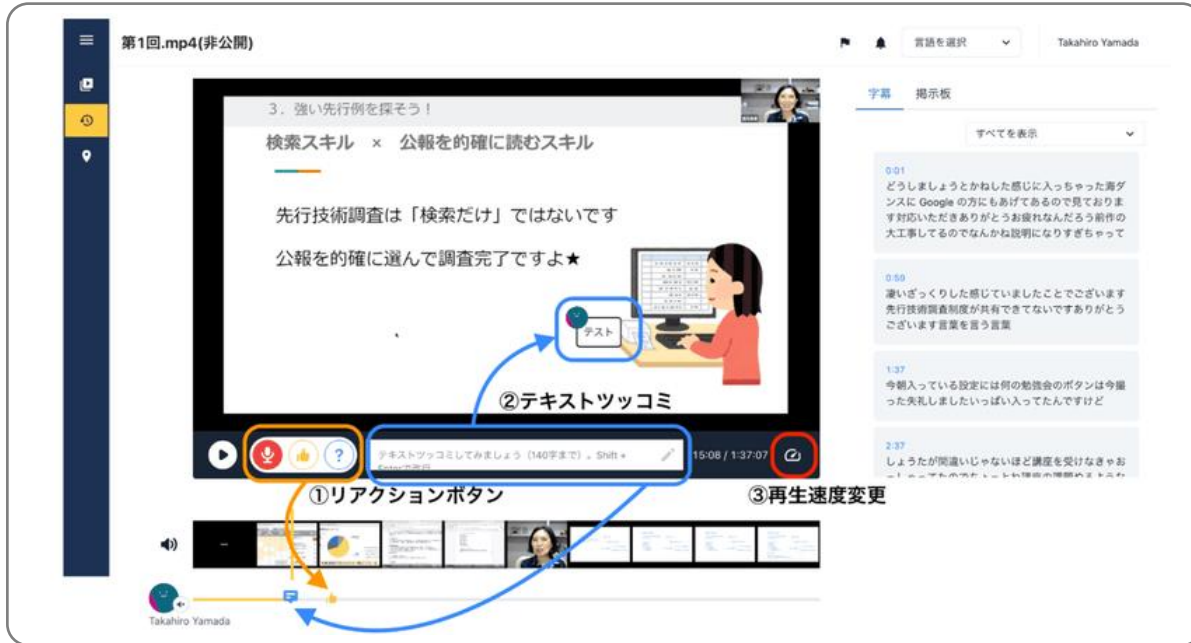 第1回.mp4(非公開)
言語を選択
Takahiro Yamada
3. 強い先行例を探そう！
検索スキル × 公報を的確に読むスキル
先行技術調査は「検索だけ」ではないです
公報を的確に選んで調査完了ですよ★
テスト
②テキストツッコミ
?
テキストツッコミしてみましょう（140字まで）。Shift +
Enterで改行
15:08 / 1:37:07
①リアクションボタン
③再生速度変更
Takahiro Yamada
字幕 掲示板
すべてを表示
0:01
どうしましょうとかねした感じに入っちゃった海ダ
ンスに Google の方にもあげてあるので見ておりま
す対応いただきありがとうお疲れなんだろう前作の
大工事してるのでなんかね説明になりすぎちゃって
0:50
凄いざっくりした感じていましたことでございます
先行技術調査制度が共有できてないですありがとう
ございます言葉を言う言葉
1:37
今朝入っている設定には何の勉強会のボタンは今撮
った失礼しましたいっぱい入ってたんですけど
2:37
しょうたが間違いじゃないほど講座を受けなきゃお